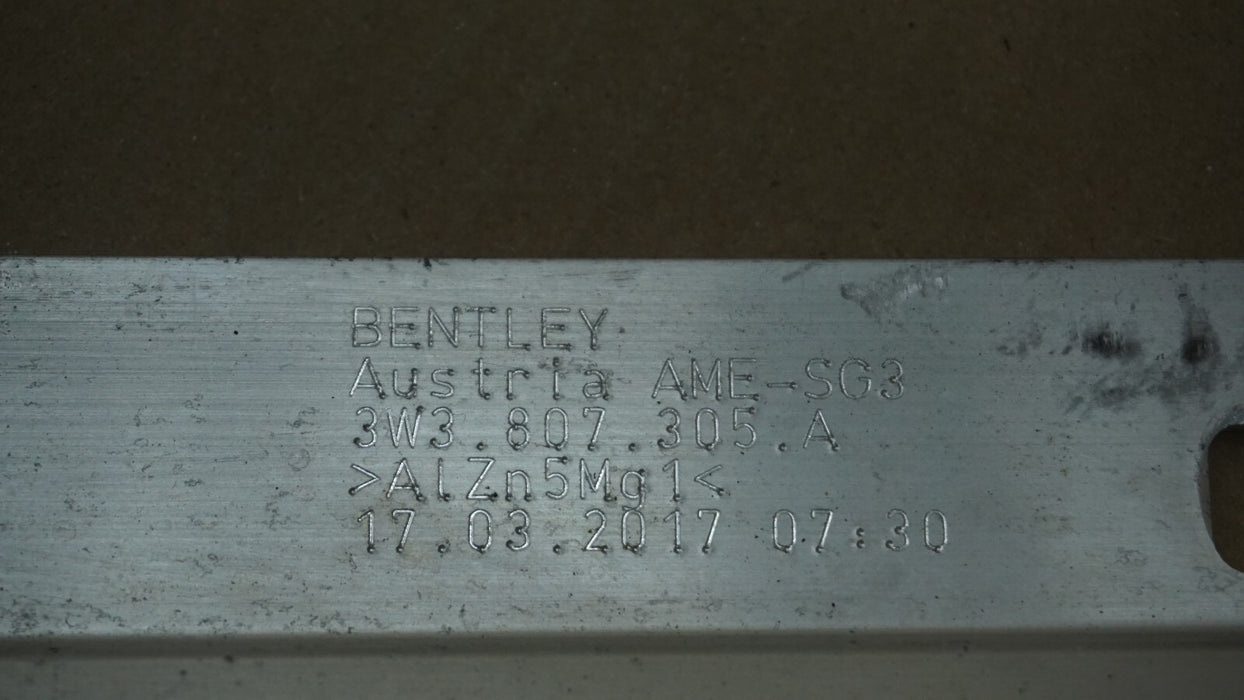 BENTLEY
Austria AME-SG3
3W3.807.305.A
>AlZn5Mg1<
17.03.2017 07:30